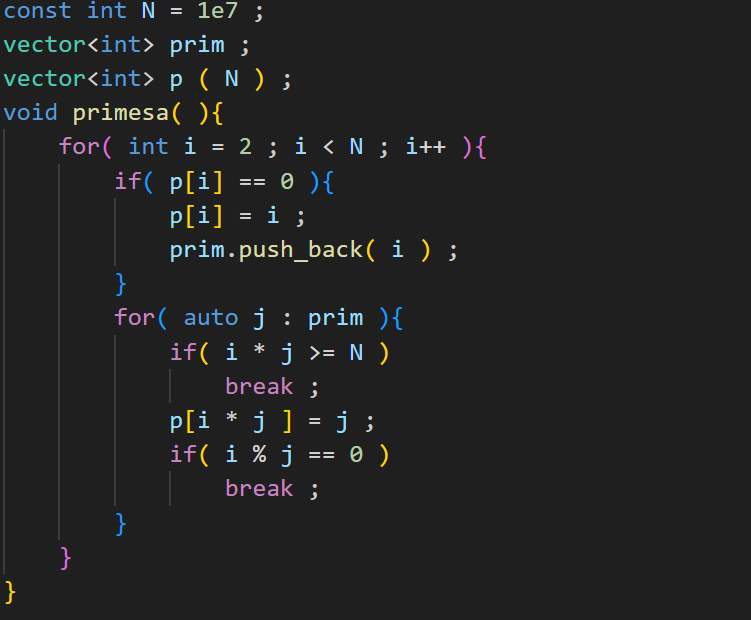 const int N = 1e7 ;
vector<int> prim ;
vector<int> p ( N ) ;
void primesa( ){
    for( int i = 2 ; i < N ; i++ ){
        if( p[i] == 0 ){
            p[i] = i ;
            prim.push_back( i ) ;
        }
        for( auto j : prim ){
            if( i * j >= N )
                break ;
            p[i * j ] = j ;
            if( i % j == 0 )
                break ;
        }
    }
}